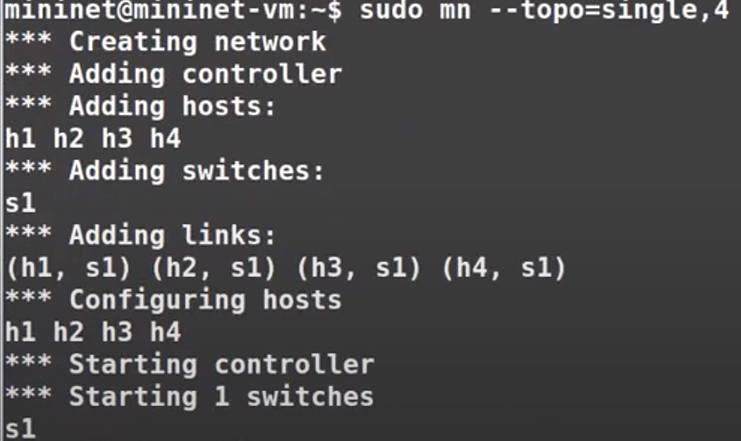 mininet@mininet-vm:~$ sudo mn --topo=single,4
*** Creating network
*** Adding controller
*** Adding hosts:
h1 h2 h3 h4
*** Adding switches:
s1
*** Adding links:
(h1, s1) (h2, s1) (h3, s1) (h4, s1)
*** Configuring hosts
h1 h2 h3 h4
*** Starting controller
*** Starting 1 switches
s1